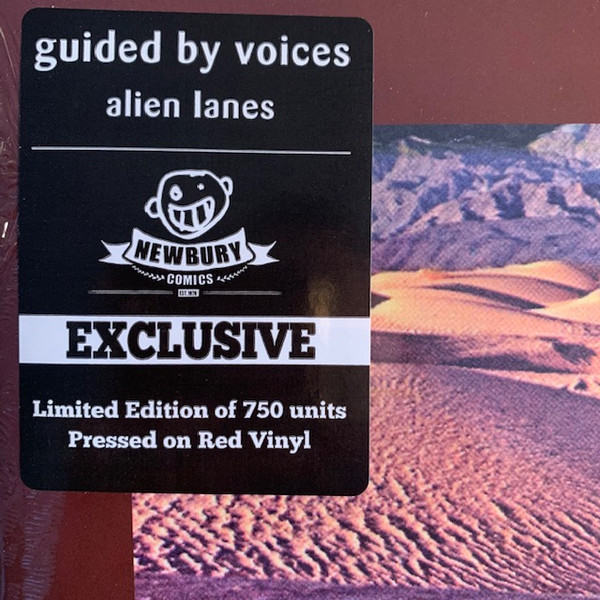 guided by voices
alien lanes
NEWBURY
COMICS
EST. 1978
EXCLUSIVE
Limited Edition of 750 units
Pressed on Red Vinyl